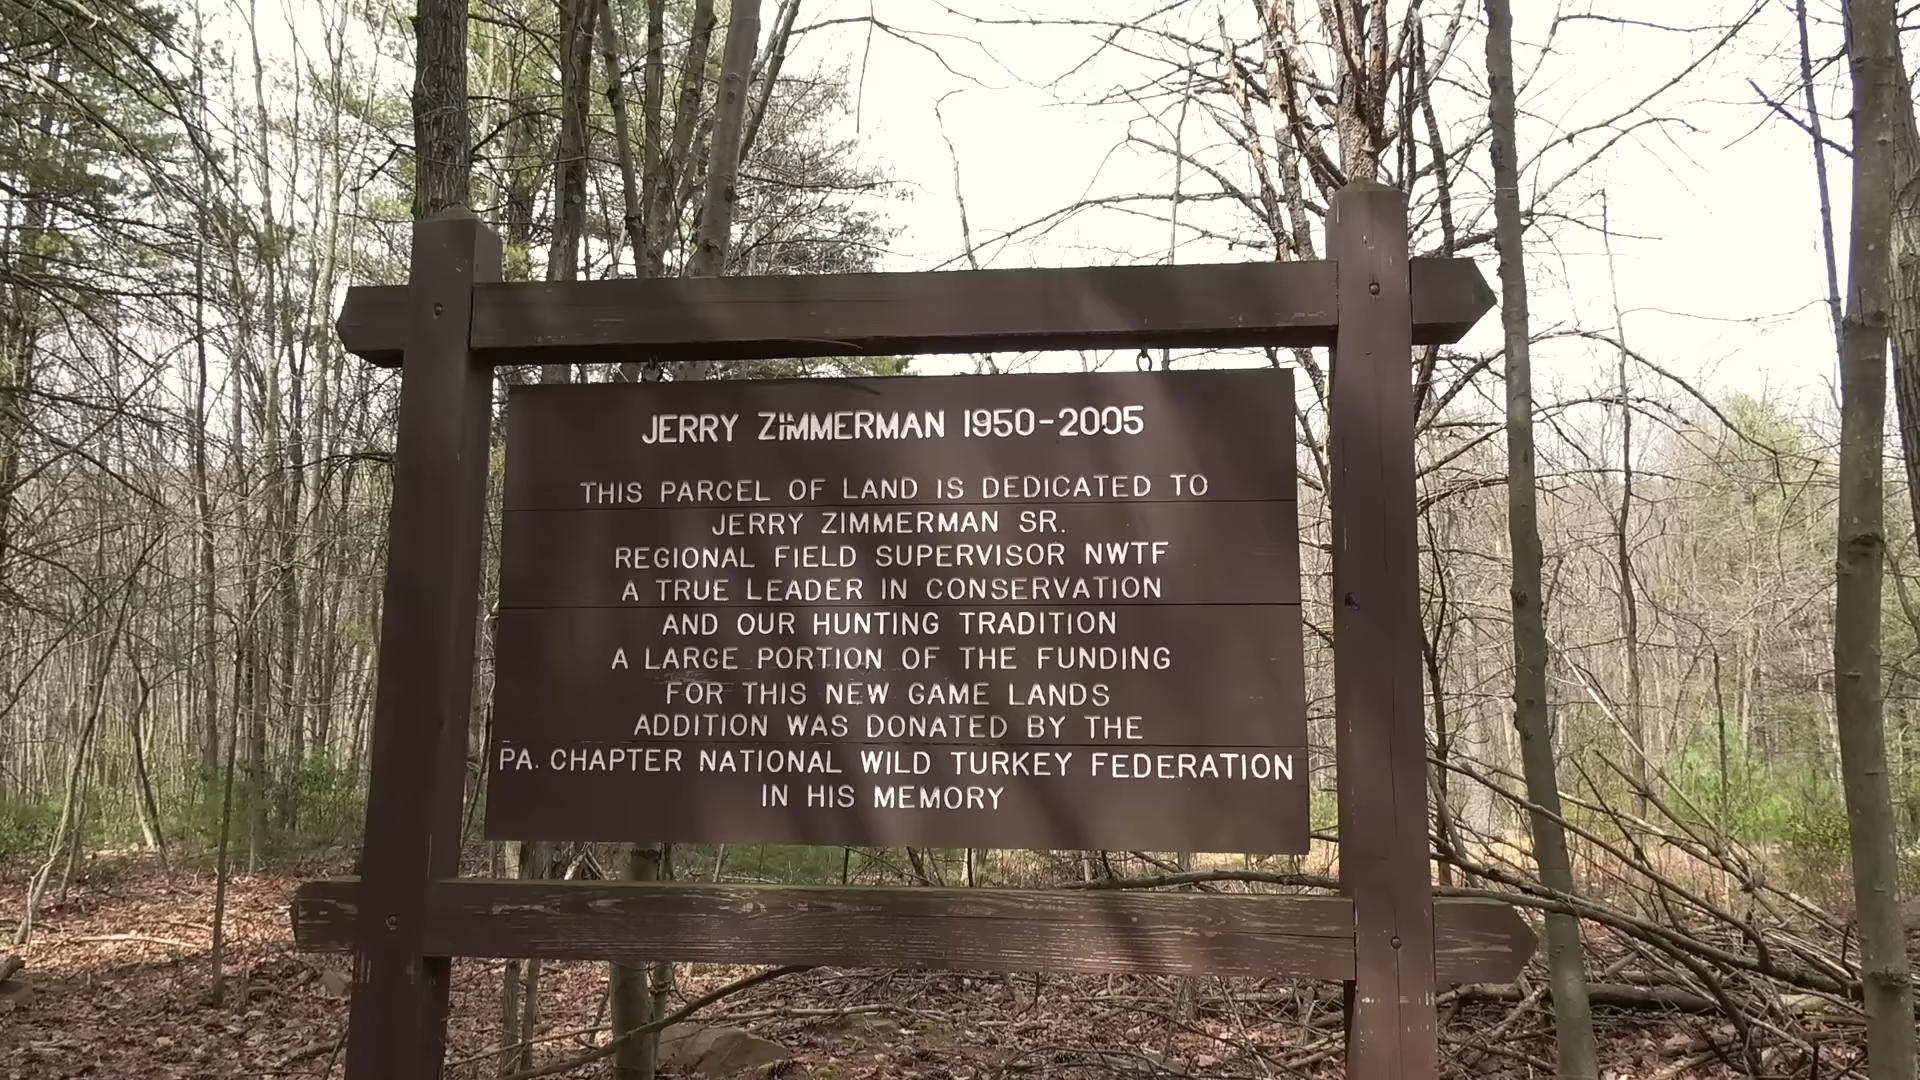 JERRY ZIMMERMAN 1950-2005
THIS PARCEL OF LAND IS DEDICATED TO
JERRY ZIMMERMAN SR.
REGIONAL FIELD SUPERVISOR NWTF
A TRUE LEADER IN CONSERVATION
AND OUR HUNTING TRADITION
A LARGE PORTION OF THE FUNDING
FOR THIS NEW GAME LANDS
ADDITION WAS DONATED BY THE
PA. CHAPTER NATIONAL WILD TURKEY FEDERATION
IN HIS MEMORY